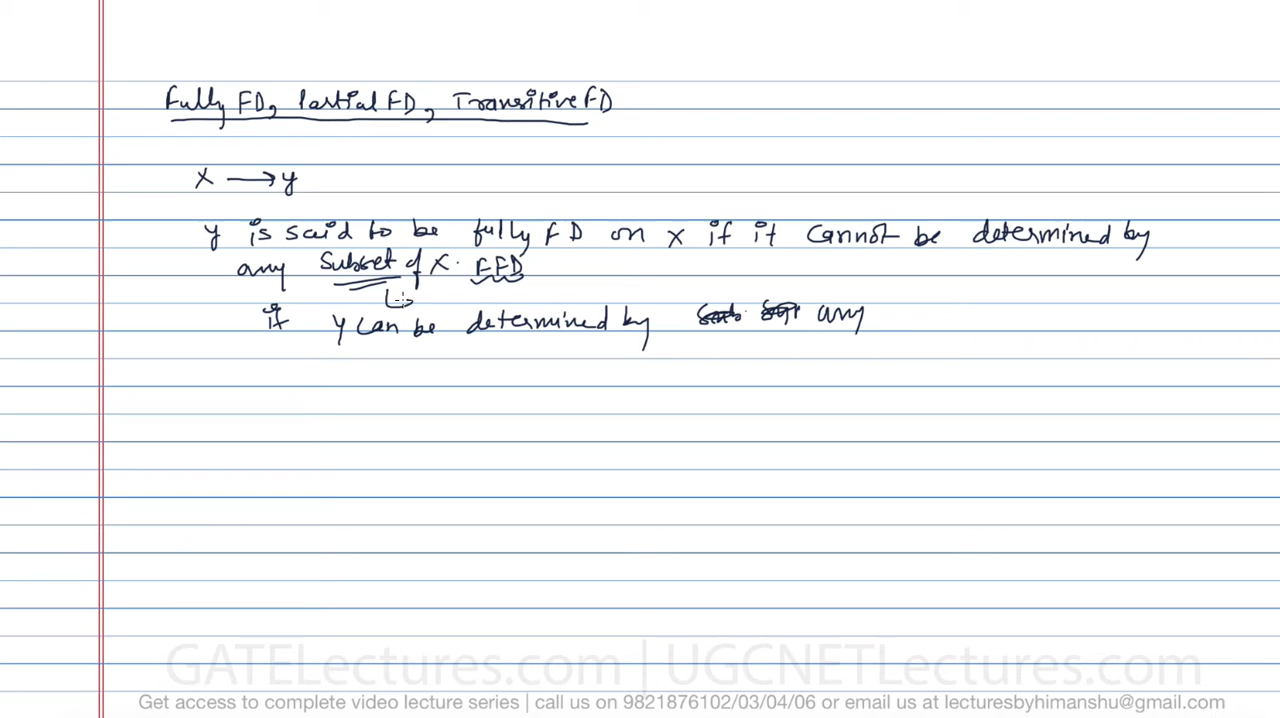 Fully FD, Partial FD, Transitive FD
X → y
y is said to be fully FD on X if it cannot be determined by
any subset of X. FFD
if y can be determined by any
GATELectures.com | UGCNETLectures.com
Get access to complete video lecture series | call us on 9821876102/03/04/06 or email us at lecturesbyhimanshu@gmail.com